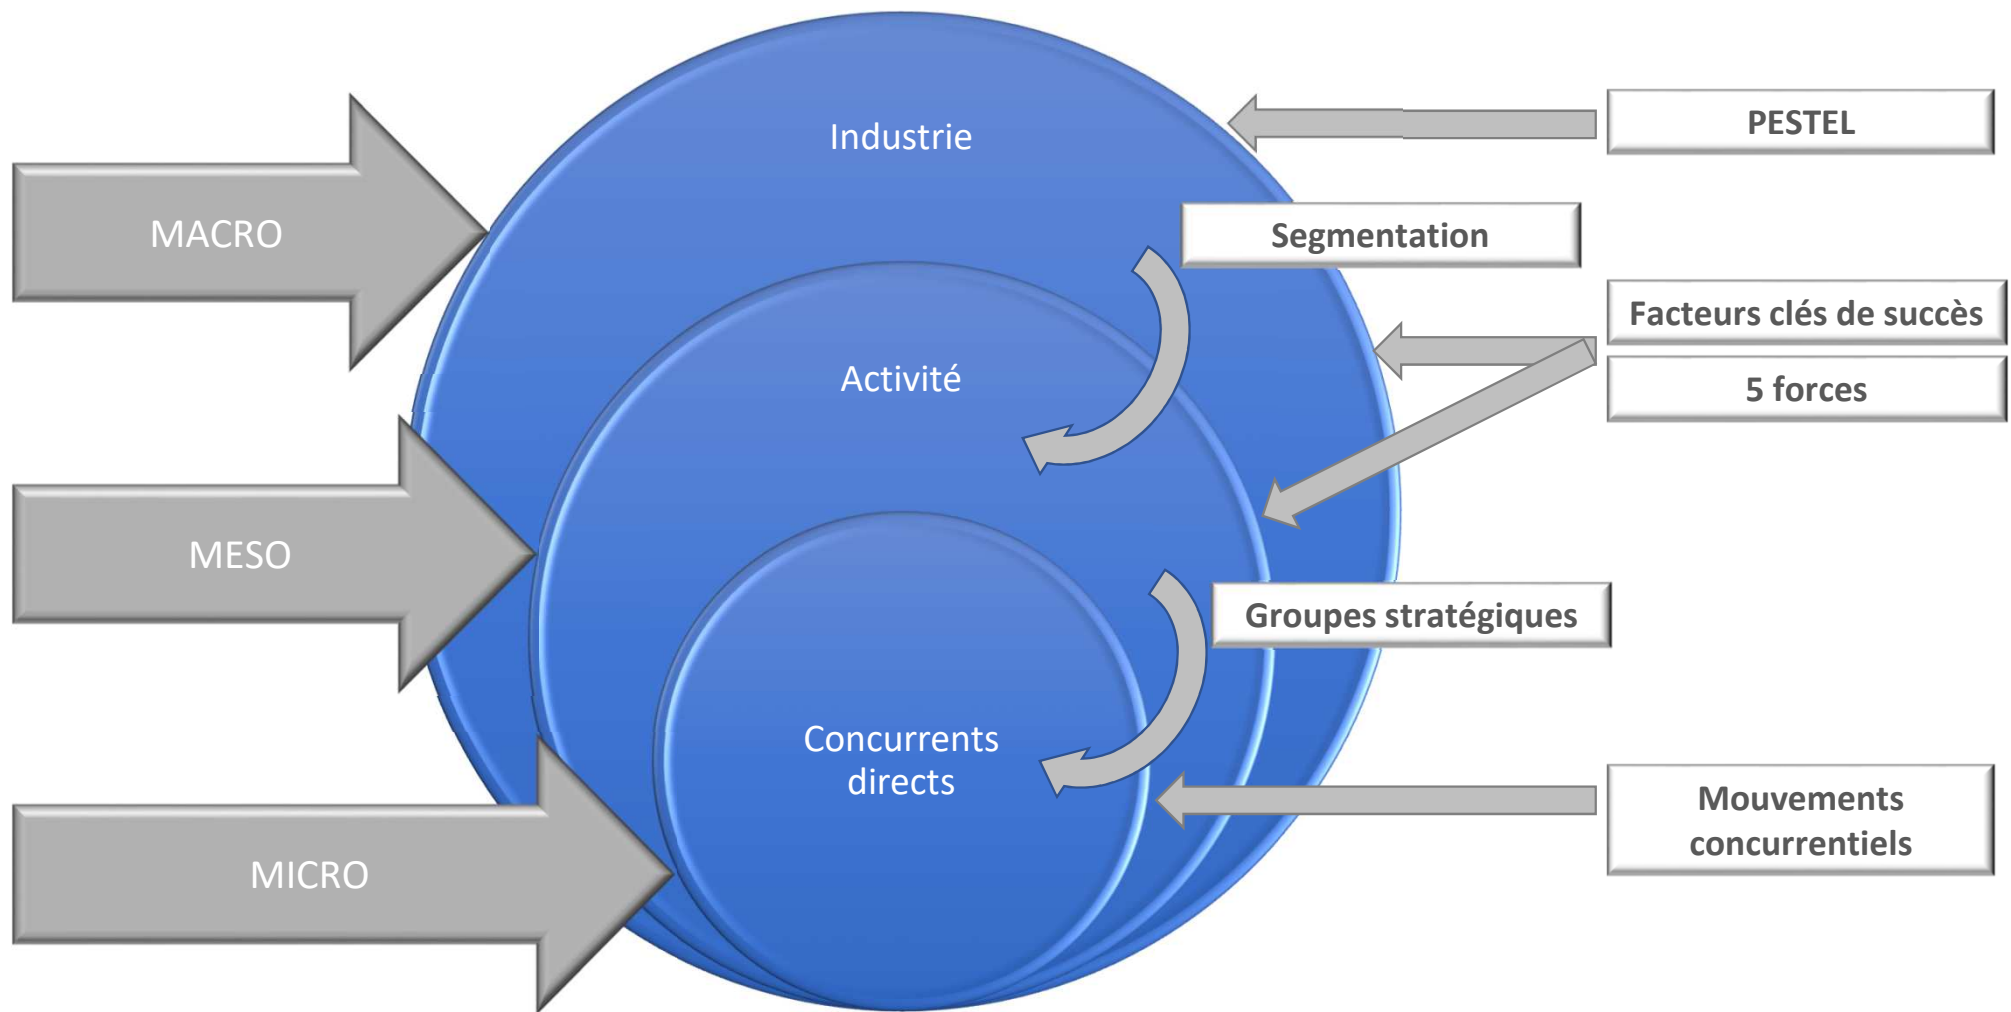 Industrie
PESTEL
MACRO
Segmentation
Facteurs clés de succès
Activité
5 forces
MESO
Groupes stratégiques
Concurrents
directs
Mouvements
concurrentiels
MICRO